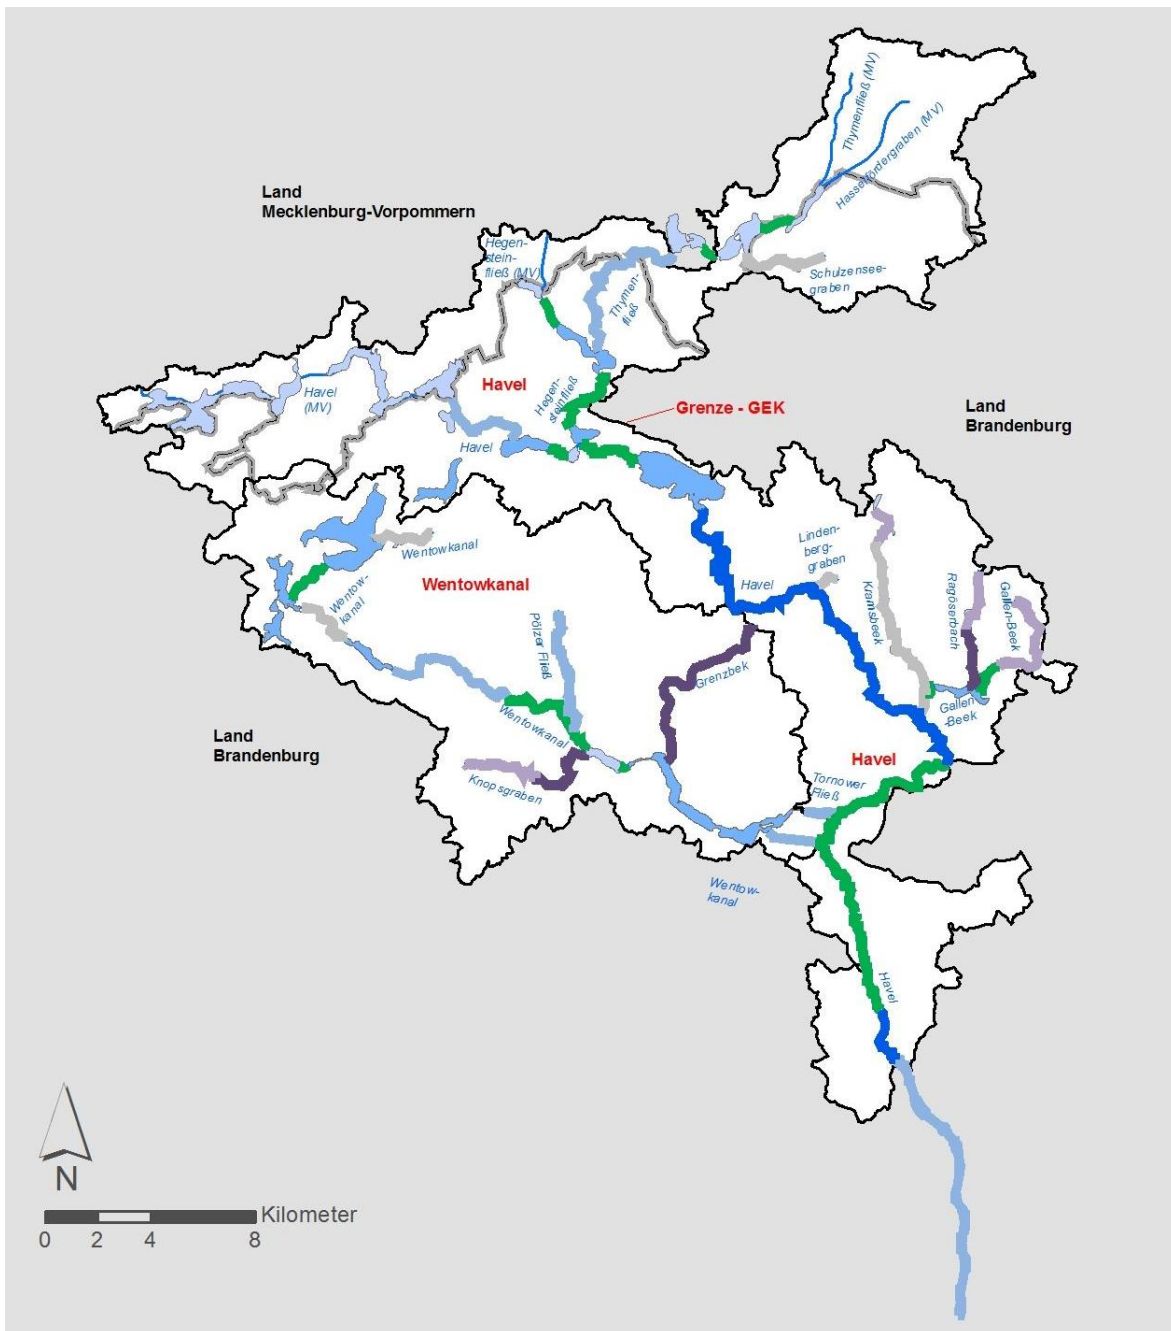 Thymenfließ (MV)
Hasselfördergraben (MV)
Land
Mecklenburg-Vorpommern
Hegen-
stein-
fließ (MV)
Schulzensee-
graben
Thymen-
fließ
Havel
(MV)
Havel
Hegen-
steinfließ
Grenze - GEK
Land
Brandenburg
Havel
Wentowkanal
Wentow-
kanal
Wentowkanal
Linden-
berg-
graben
Havel
Kramsbeek
Ragöserbach
Gallen-Beek
Pölzer Fließ
Grenzbek
Gallen
-Beek
Wentowkanal
Land
Brandenburg
Havel
Knopsgraben
Tornower
Fließ
Wentow-
kanal
Havel
N
Kilometer
0 2 4 8